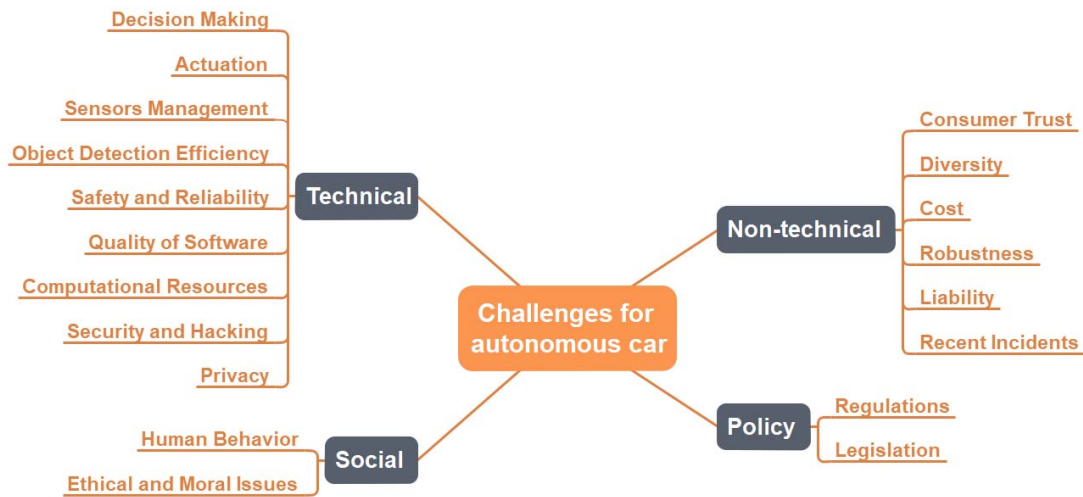 Challenges for
autonomous car
Technical
Decision Making
Actuation
Sensors Management
Object Detection Efficiency
Safety and Reliability
Quality of Software
Computational Resources
Security and Hacking
Privacy
Social
Human Behavior
Ethical and Moral Issues
Non-technical
Consumer Trust
Diversity
Cost
Robustness
Liability
Recent Incidents
Policy
Regulations
Legislation